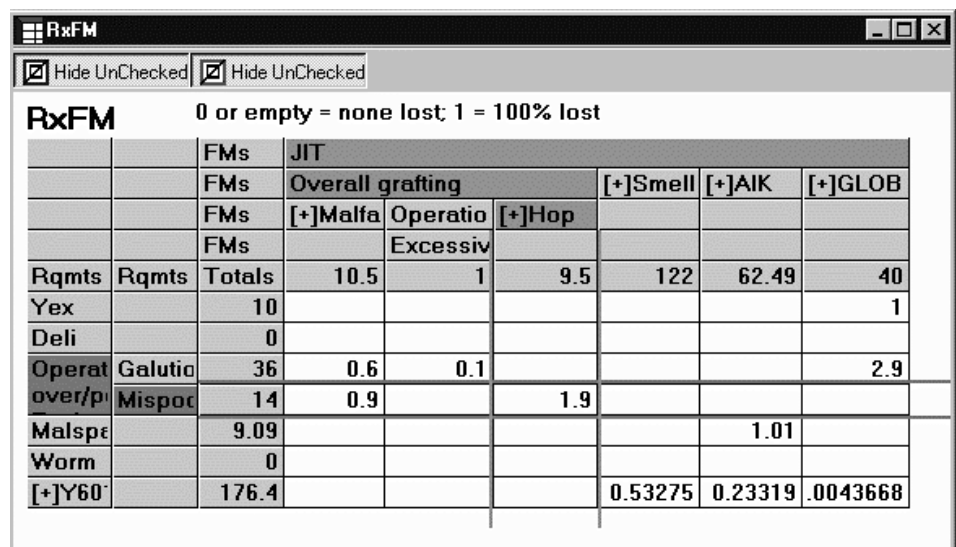 RxFM
Hide UnChecked Hide UnChecked
RxFM 0 or empty = none lost; 1 = 100% lost
FMs JIT
FMs Overall grafting [+]Smell [+]AIK [+]GLOB
FMs [+]Malfa Operatio [+]Hop
FMs Excessiv
Rqmts Rqmts Totals 10.5 1 9.5 122 62.49 40
Yex 10 1
Deli 0
Operat Galutio 36 0.6 0.1 2.9
over/p Mispoc 14 0.9 1.9
Malspa 9.09 1.01
Worm 0
[+]Y60 176.4 0.53275 0.23319 .0043668